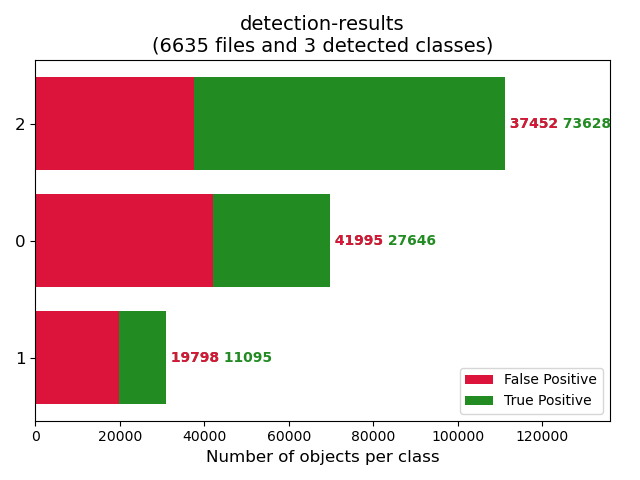 detection-results
(6635 files and 3 detected classes)
2
37452 73628
0
41995 27646
1
19798 11095
False Positive
True Positive
0 20000 40000 60000 80000 100000 120000
Number of objects per class